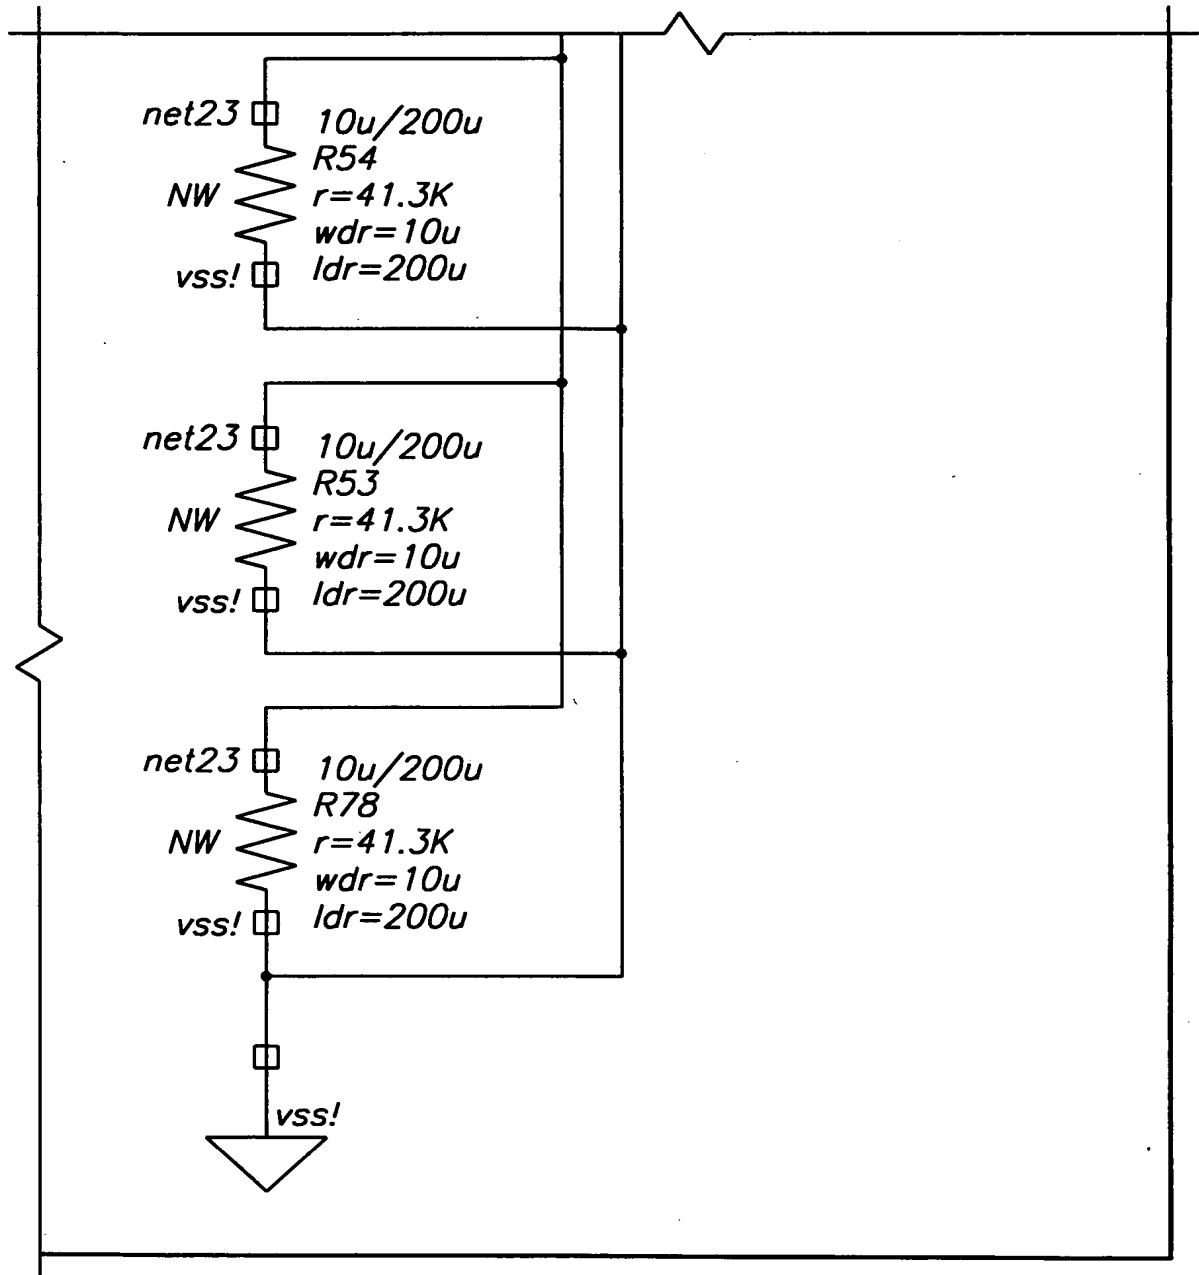 net23
10u/200u
R54
NW
r=41.3K
wdr=10u
vss!
ldr=200u
net23
10u/200u
R53
NW
r=41.3K
wdr=10u
vss!
ldr=200u
net23
10u/200u
R78
NW
r=41.3K
wdr=10u
vss!
ldr=200u
vss!